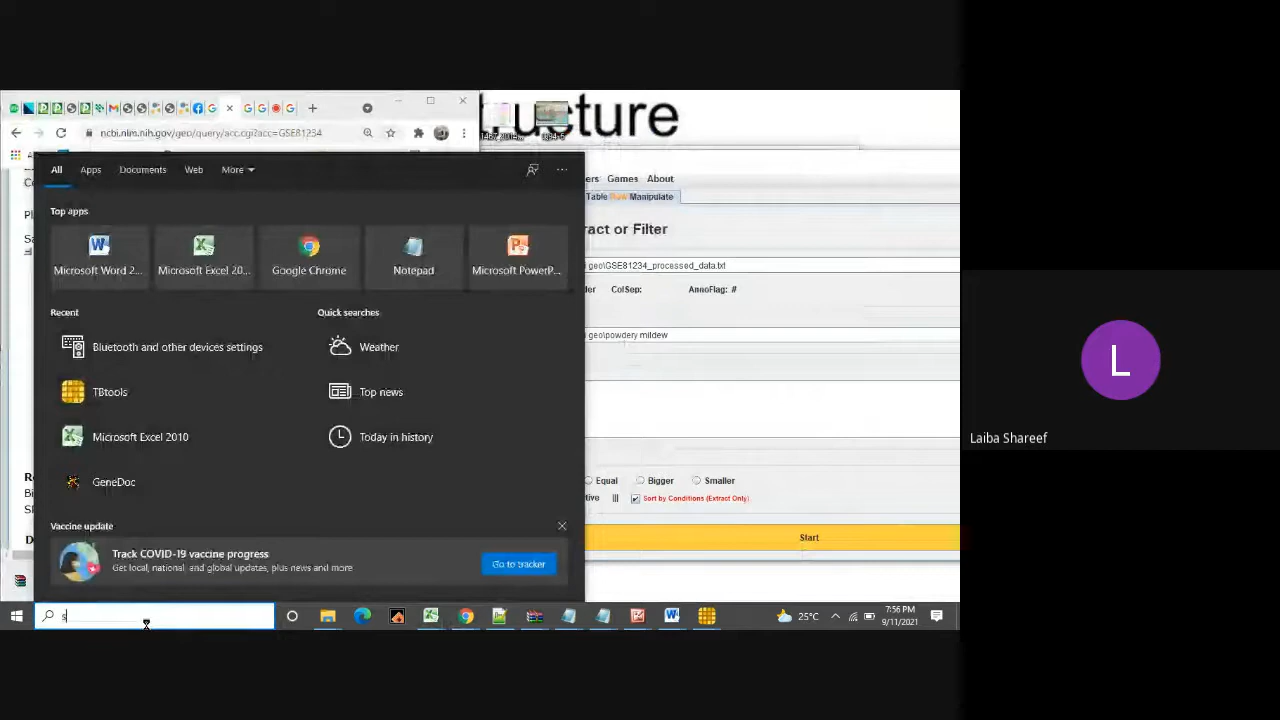 tructure
ncbi.nlm.nih.gov/geo/query/acc.cgi?acc=GSE81234
All Apps Documents Web More
ers Games About
Table Row Manipulate
Top apps
ract or Filter
Microsoft Word 2...
Microsoft Excel 20...
Google Chrome
Notepad
Microsoft PowerP...
geo\GSE81234_processed_data.txt
der ColSep: AnnoFlag: #
Recent
Quick searches
geo\powdery mildew
Bluetooth and other devices settings
Weather
TBtools
Top news
Microsoft Excel 2010
Today in history
GeneDoc
Equal Bigger Smaller
tive ||| Sort by Conditions (Extract Only)
Vaccine update
Track COVID-19 vaccine progress
Get local, national, and global updates, plus news and more
Go to tracker
Start
s
25°C
7:56 PM
9/11/2021
L
Laiba Shareef